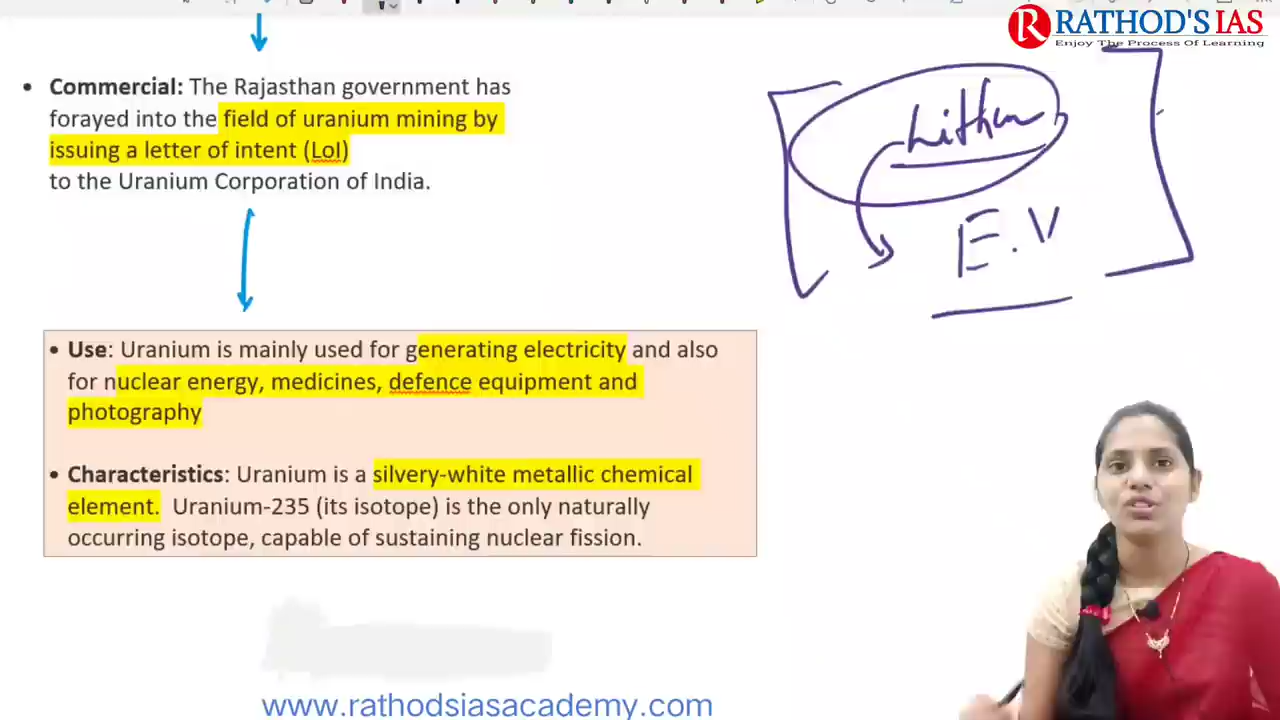 RATHOD'S IAS
Enjoy The Process Of Learning
• Commercial: The Rajasthan government has
forayed into the field of uranium mining by
issuing a letter of intent (LoI)
to the Uranium Corporation of India.
E.V
• Use: Uranium is mainly used for generating electricity and also
for nuclear energy, medicines, defence equipment and
photography
• Characteristics: Uranium is a silvery-white metallic chemical
element. Uranium-235 (its isotope) is the only naturally
occurring isotope, capable of sustaining nuclear fission.
www.rathodsiasacademy.com